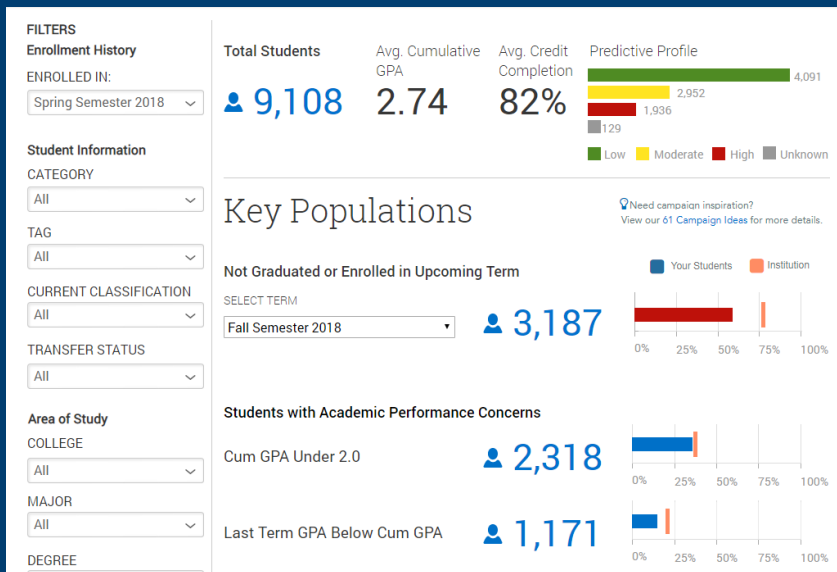 FILTERS
Enrollment History
ENROLLED IN:
Spring Semester 2018
Student Information
CATEGORY
All
TAG
All
CURRENT CLASSIFICATION
All
TRANSFER STATUS
All
Area of Study
COLLEGE
All
MAJOR
All
DEGREE
Total Students
9,108
Avg. Cumulative
GPA
2.74
Avg. Credit
Completion
82%
Predictive Profile
4,091
2,952
1,936
129
Low Moderate High Unknown
Key Populations
Need campaign inspiration?
View our 61 Campaign Ideas for more details.
Your Students Institution
Not Graduated or Enrolled in Upcoming Term
SELECT TERM
Fall Semester 2018
3,187
0% 25% 50% 75% 100%
Students with Academic Performance Concerns
Cum GPA Under 2.0
2,318
0% 25% 50% 75% 100%
Last Term GPA Below Cum GPA
1,171
0% 25% 50% 75% 100%